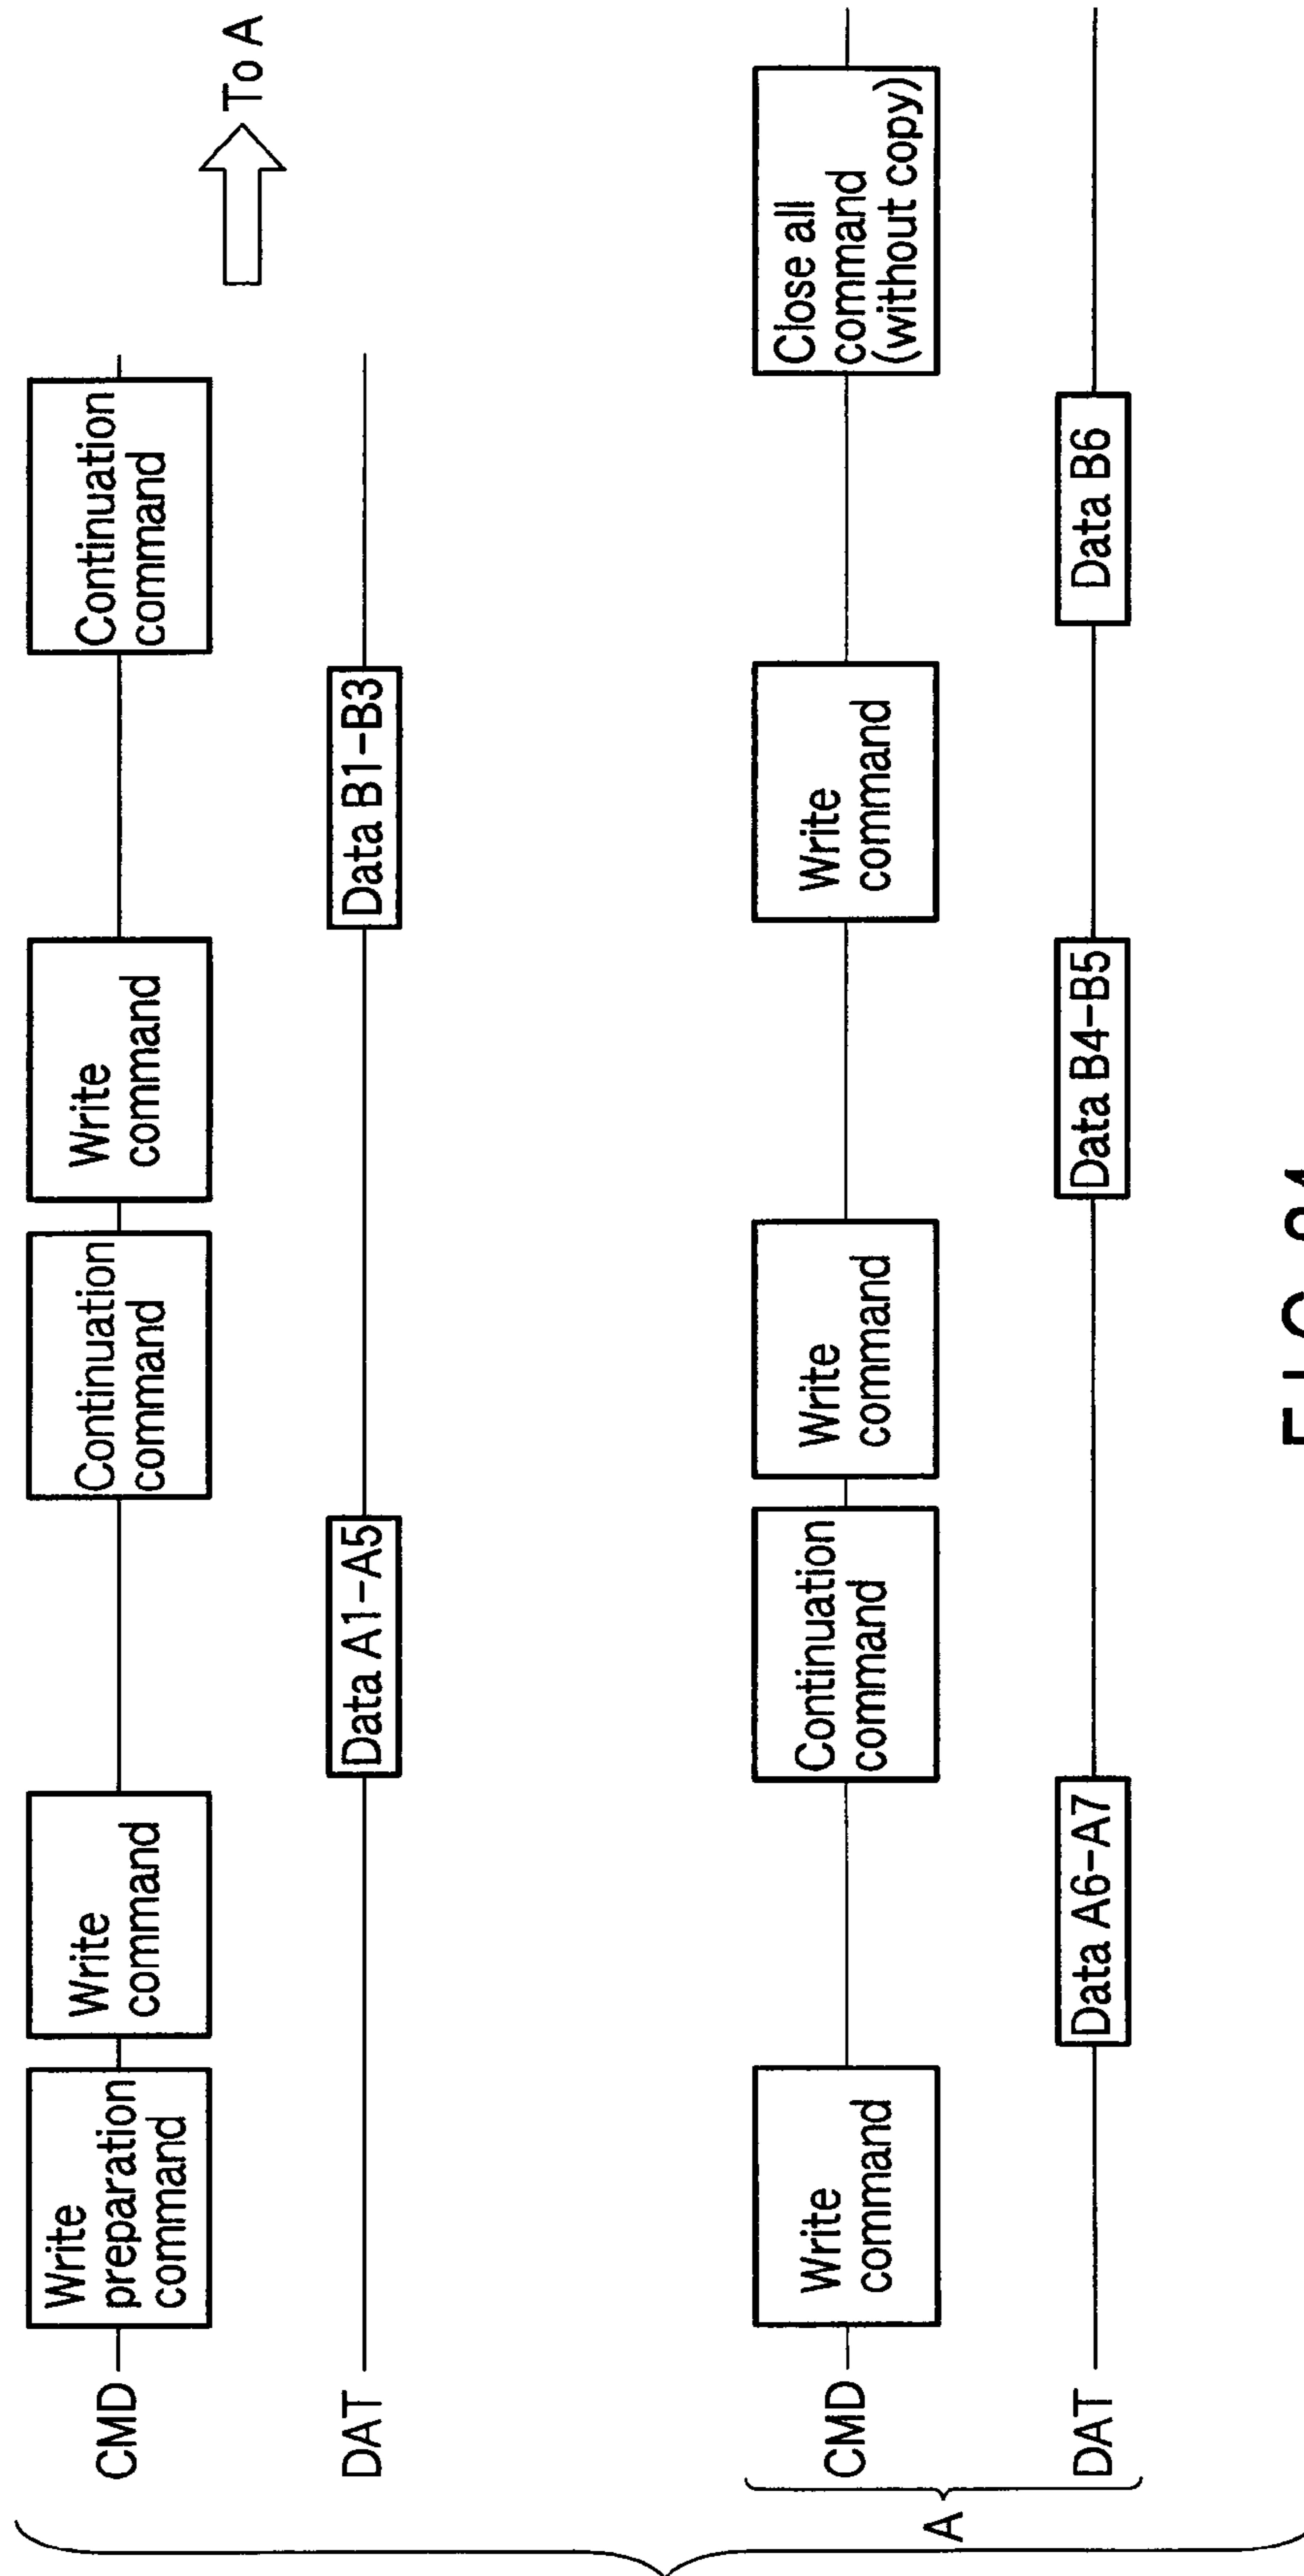 CMD
Write
preparation
command
Write
command
Continuation
command
Write
command
Continuation
command
To A
DAT
Data A1-A5
Data B1-B3
A
CMD
Write
command
Continuation
command
Write
command
Write
command
Close all
command
(without copy)
DAT
Data A6-A7
Data B4-B5
Data B6